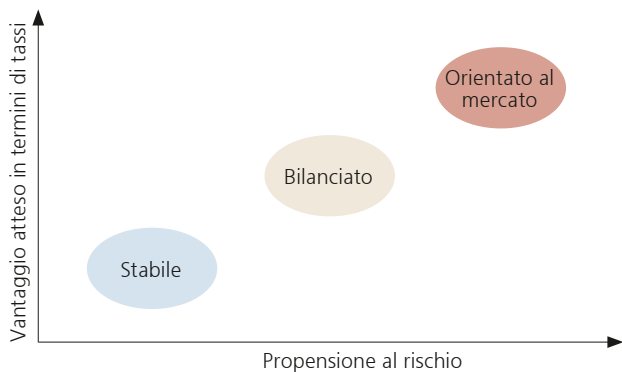 Vantaggio atteso in termini di tassi
Orientato al
mercato
Bilanciato
Stabile
Propensione al rischio